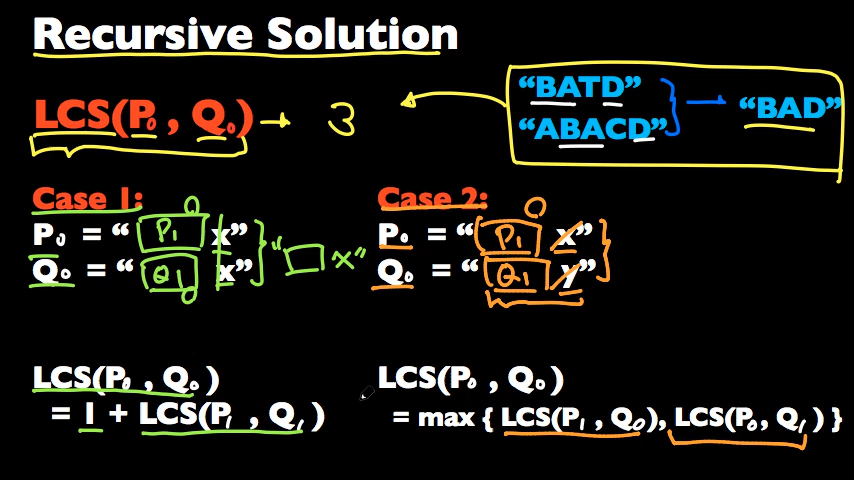 Recursive Solution
LCS(P₀ , Q₀) → 3
“BATD”
“ABACD”
“BAD”
Case 1:
P₀ = “ P₁ x”
Q₀ = “ Q₁ x”
“ x”
Case 2:
P₀ = “ P₁ x”
Q₀ = “ Q₁ y”
LCS(P₀ , Q₀)
= 1 + LCS(P₁ , Q₁ )
LCS(P₀ , Q₀)
= max { LCS(P₁ , Q₀), LCS(P₀, Q₁) }